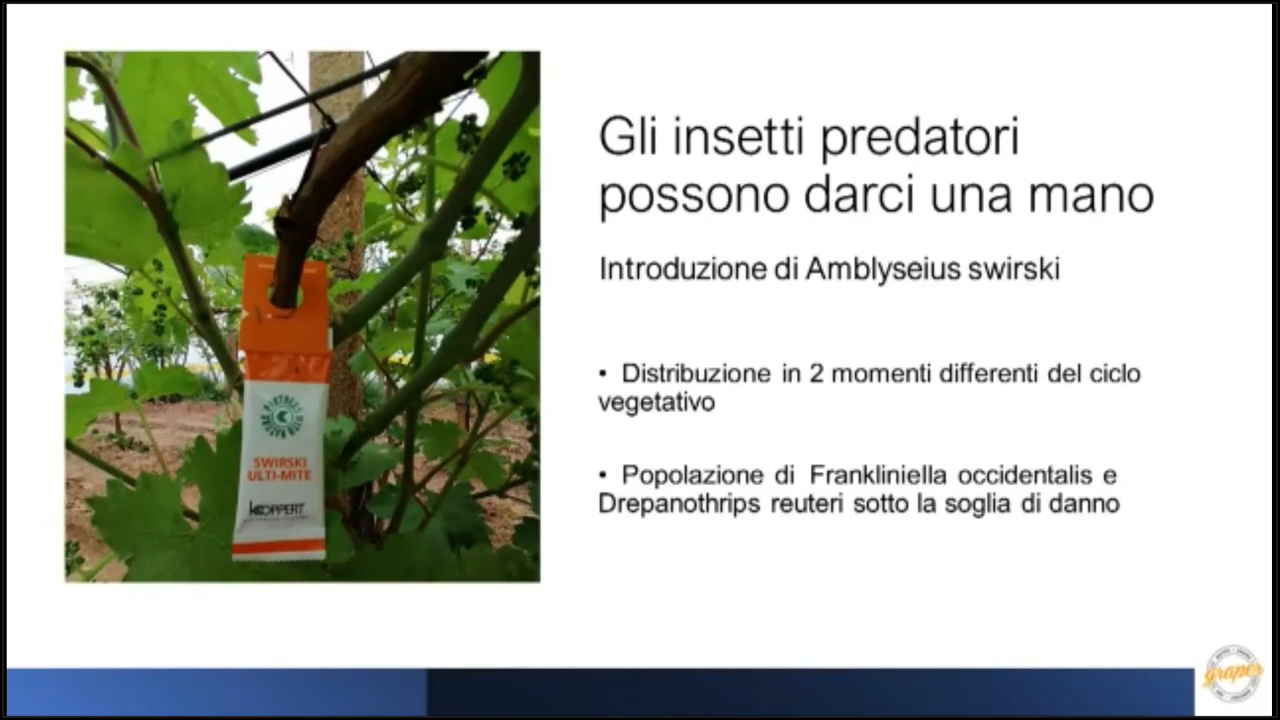 Gli insetti predatori
possono darci una mano
Introduzione di Amblyseius swirski
• Distribuzione in 2 momenti differenti del ciclo
vegetativo
• Popolazione di Frankliniella occidentalis e
Drepanothrips reuteri sotto la soglia di danno
SWIRSKI
ULTI-MITE
KOPPERT
graper